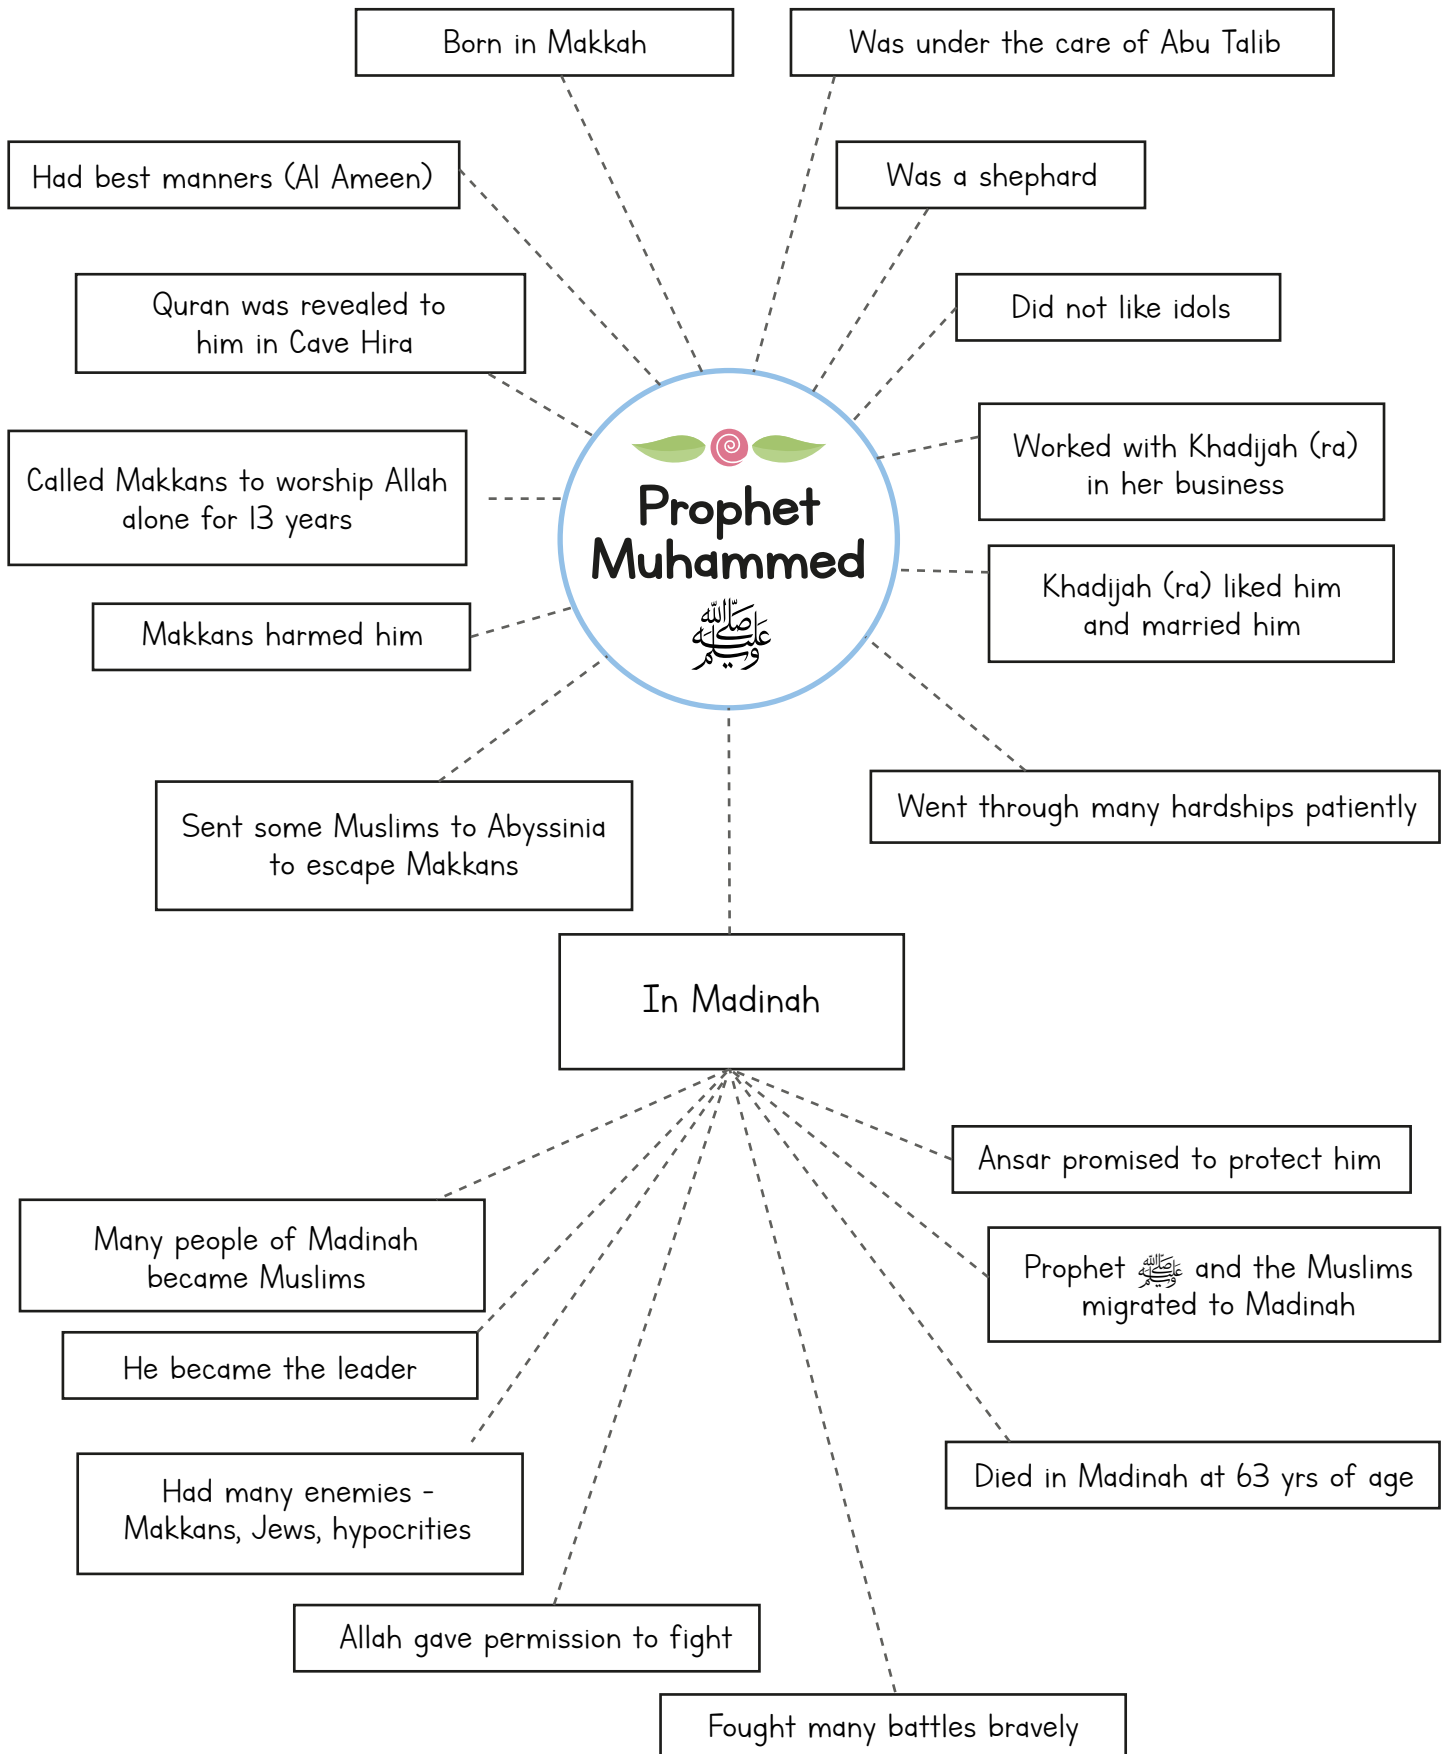 Born in Makkah
Was under the care of Abu Talib
Had best manners (Al Ameen)
Was a shephard
Quran was revealed to
him in Cave Hira
Did not like idols
Called Makkans to worship Allah
alone for 13 years
Worked with Khadijah (ra)
in her business
Prophet
Muhammed
ﷺ
Khadijah (ra) liked him
and married him
Makkans harmed him
Sent some Muslims to Abyssinia
to escape Makkans
Went through many hardships patiently
In Madinah
Ansar promised to protect him
Many people of Madinah
became Muslims
Prophet ﷺ and the Muslims
migrated to Madinah
He became the leader
Had many enemies -
Makkans, Jews, hypocrities
Died in Madinah at 63 yrs of age
Allah gave permission to fight
Fought many battles bravely